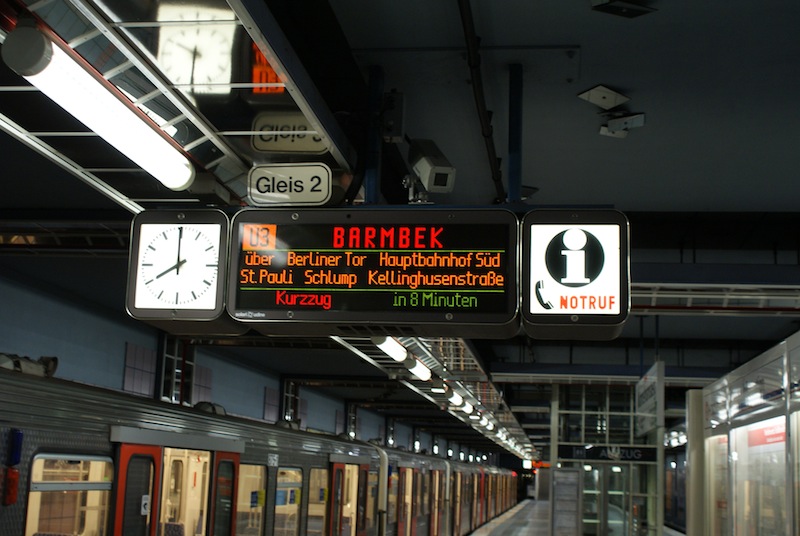 Gleis 2
U3 BARMBEK
über Berliner Tor Hauptbahnhof Süd
St.Pauli Schlump Kellinghusenstraße
Kurzzug in 8 Minuten
i
NOTRUF
AUFZUG